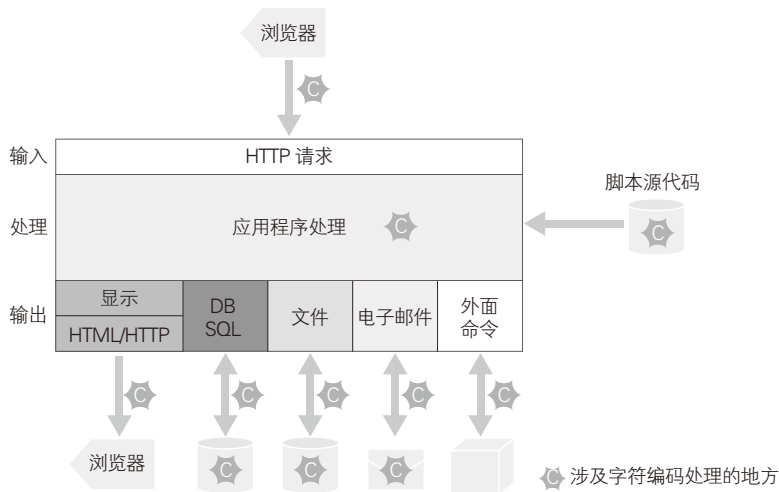 浏览器
C
输入
HTTP 请求
脚本源代码
处理
应用程序处理
C
C
输出
显示
HTML/HTTP
DB
SQL
文件
电子邮件
外面
命令
C
C
C
C
C
浏览器
C
C
C
C 涉及字符编码处理的地方